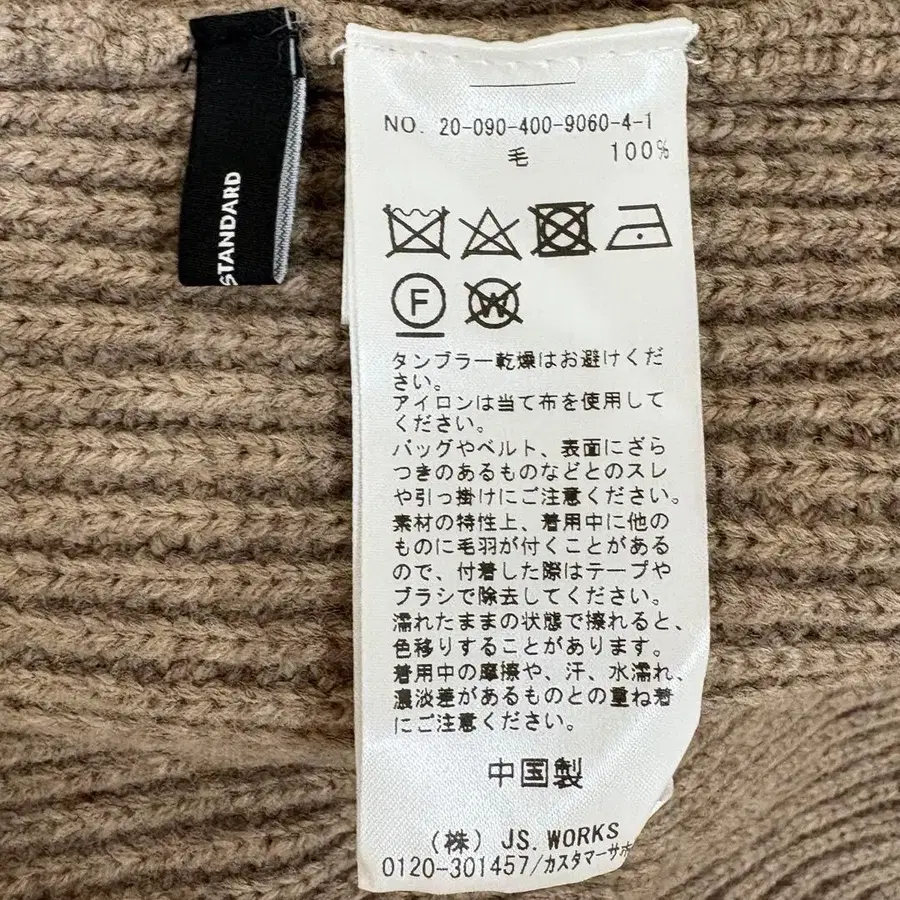 STANDARD
NO. 20-090-400-9060-4-1
毛 100%
F
W
タンブラー乾燥はお避けくだ
さい。
アイロンは当て布を使用して
ください。
バッグやベルト、表面にざら
つきのあるものなどとのスレ
や引っ掛けにご注意ください。
素材の特性上、着用中に他の
ものに毛羽が付くことがある
ので、付着した際はテープや
ブラシで除去してください。
濡れたままの状態で擦れると、
色移りすることがあります。
着用中の摩擦や、汗、水濡れ、
濃淡差があるものとの重ね着
にご注意ください。
中国製
(株) JS.WORKS
0120-301457/カスタマーサポ